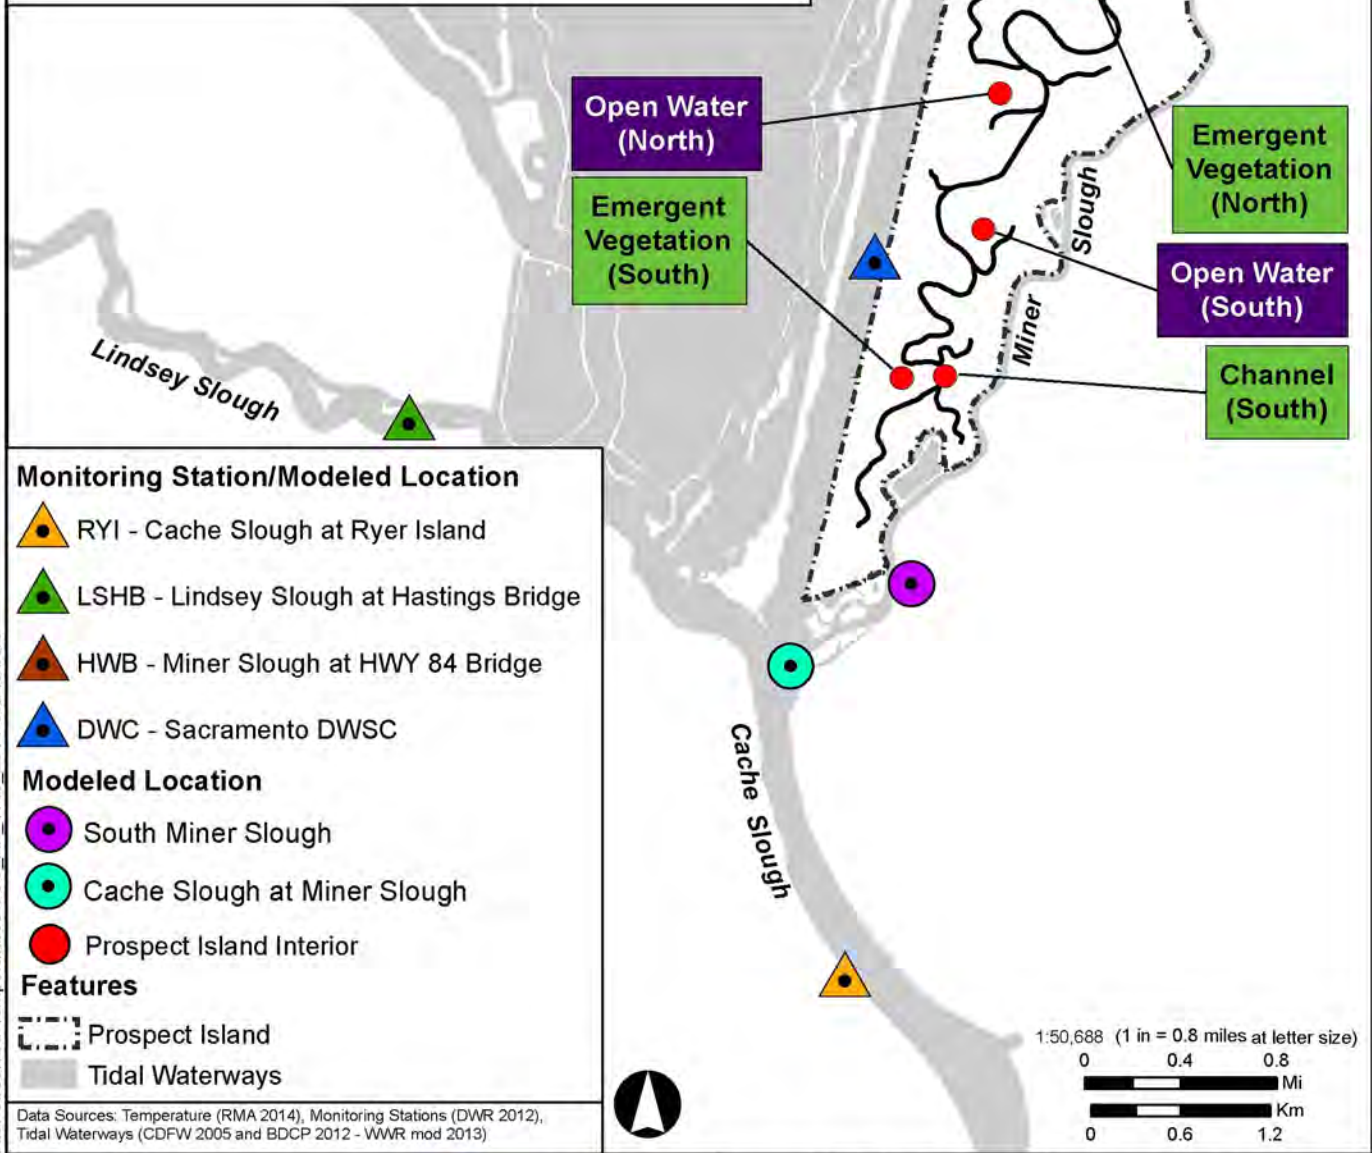 Open Water
(North)
Emergent
Vegetation
(South)
Emergent
Vegetation
(North)
Open Water
(South)
Channel
(South)
Miner Slough
Lindsey Slough
Cache Slough
Monitoring Station/Modeled Location
RYI - Cache Slough at Ryer Island
LSHB - Lindsey Slough at Hastings Bridge
HWB - Miner Slough at HWY 84 Bridge
DWC - Sacramento DWSC
Modeled Location
South Miner Slough
Cache Slough at Miner Slough
Prospect Island Interior
Features
Prospect Island
Tidal Waterways
Data Sources: Temperature (RMA 2014), Monitoring Stations (DWR 2012),
Tidal Waterways (CDFW 2005 and BDCP 2012 - WWR mod 2013)
1:50,688 (1 in = 0.8 miles at letter size)
0 0.4 0.8
Mi
Km
0 0.6 1.2